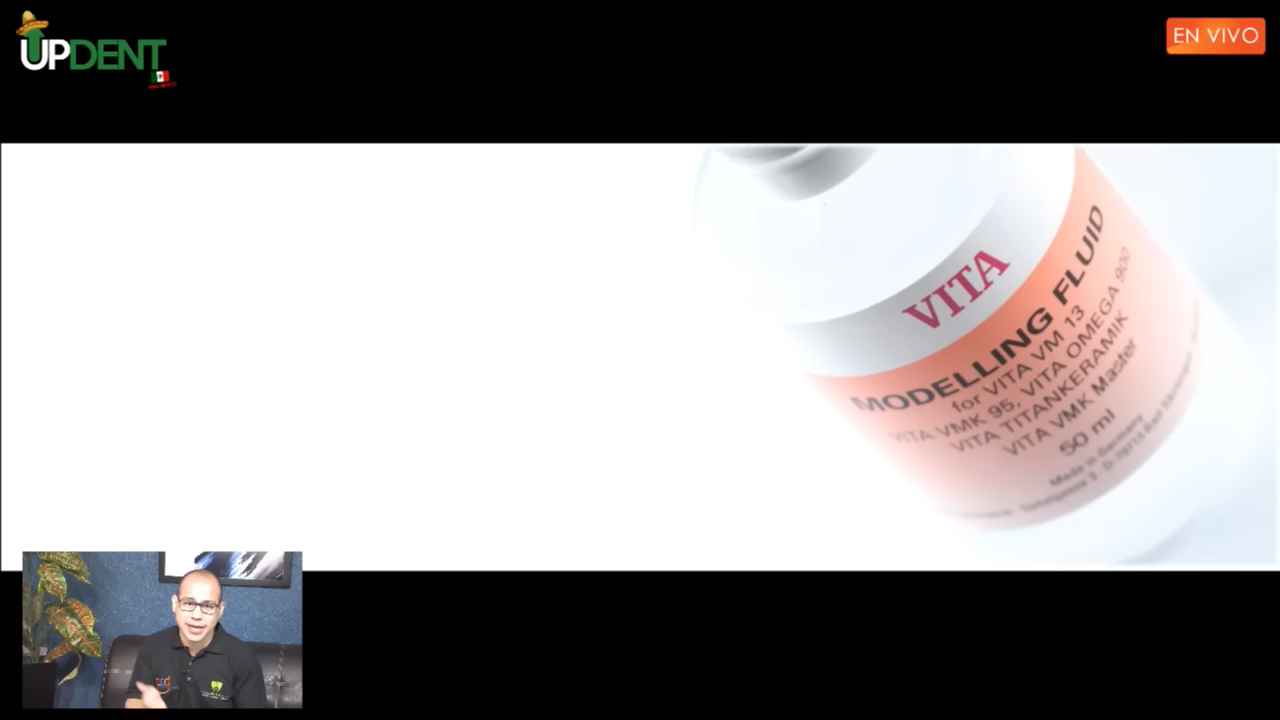 UPDENT
EN VIVO
VITA
MODELLING FLUID
for VITA VM 13
VITA VMK 95, VITA OMEGA 900
VITA TITANKERAMIK
VITA VMK Master
50 ml
Made in Germany